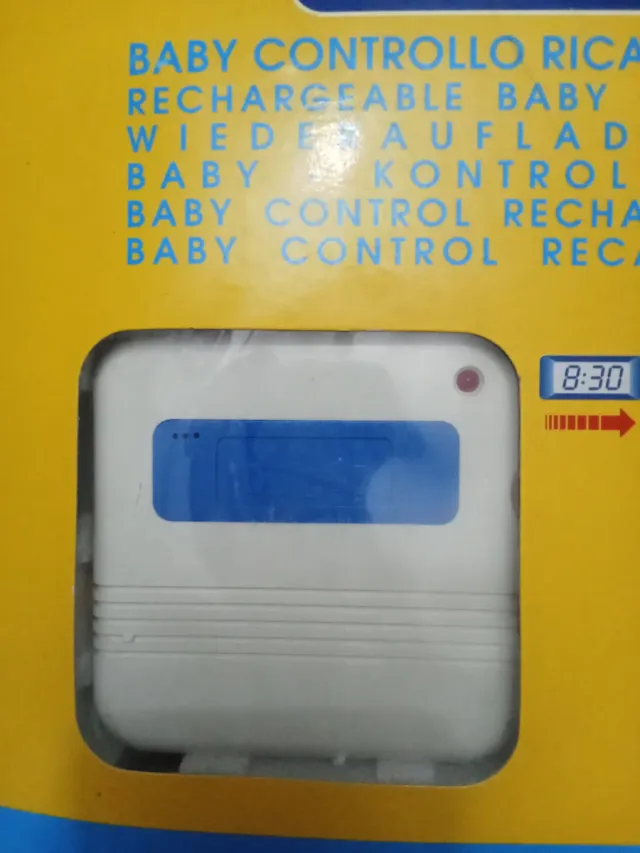 BABY CONTROLLO RICA
RECHARGEABLE BABY
WIEDERAUFLAD
BABY KONTROL
BABY CONTROL RECHA
BABY CONTROL RECA
8:30